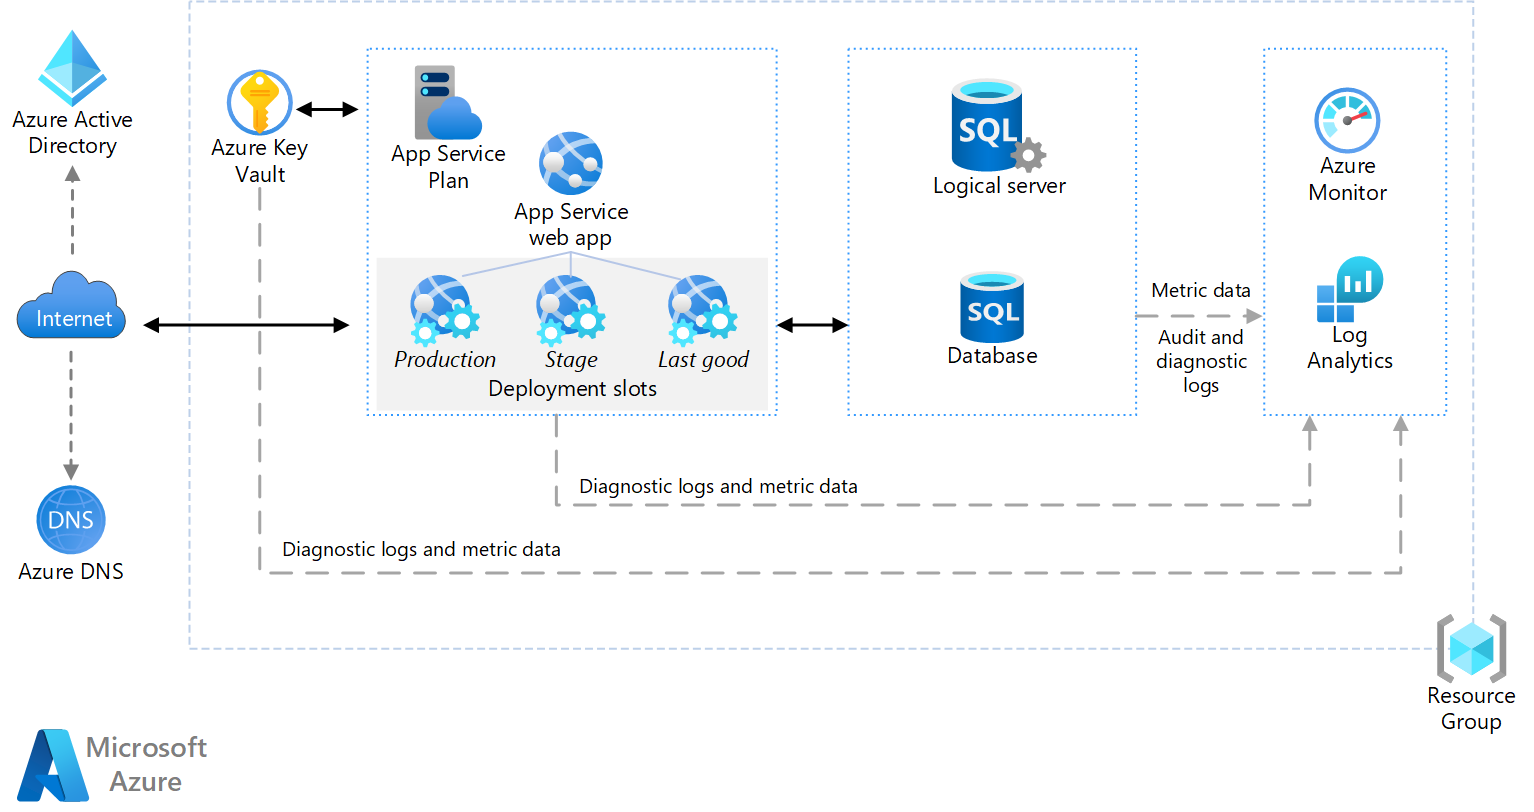 Azure Active
Directory
Internet
DNS
Azure DNS
Azure Key
Vault
App Service
Plan
App Service
web app
Production
Stage
Last good
Deployment slots
SQL
Logical server
SQL
Database
Metric data
Audit and
diagnostic
logs
Azure
Monitor
Log
Analytics
Diagnostic logs and metric data
Diagnostic logs and metric data
Resource
Group
Microsoft
Azure